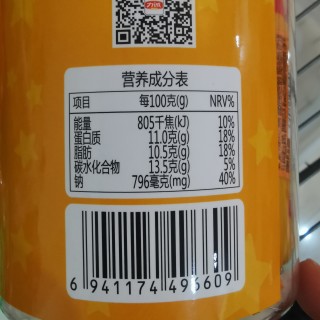 营养成分表
项目 每100克(g) NRV%
能量 805千焦(kJ) 10%
蛋白质 11.0克(g) 18%
脂肪 10.5克(g) 18%
碳水化合物 13.5克(g) 5%
钠 796毫克(mg) 40%
6 941174 496609